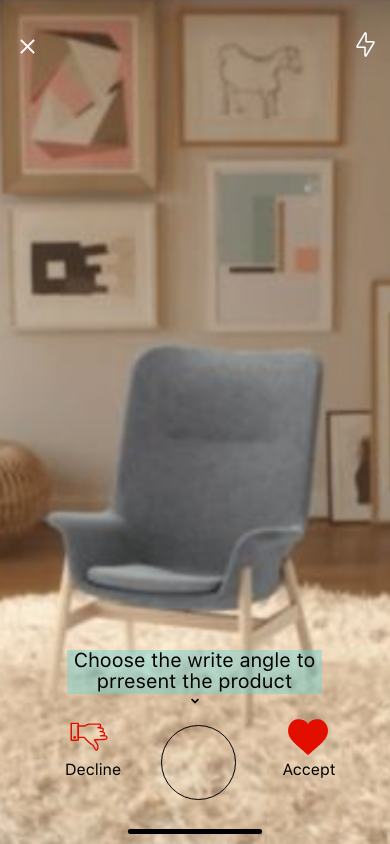 Choose the write angle to
prresent the product
Decline
Accept